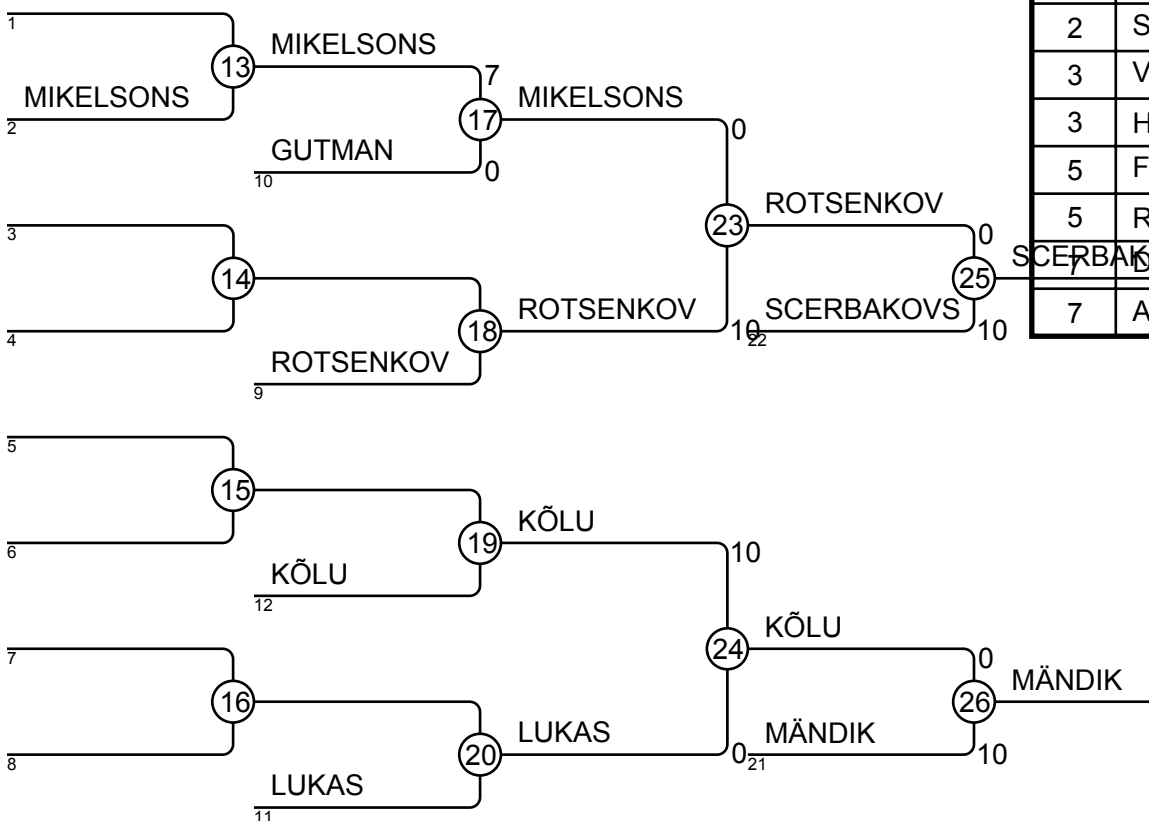 1
2 S
13 MIKELSONS
3 V
MIKELSONS
7
2
17 MIKELSONS
3 H
0
GUTMAN
10
0
5 F
3
ROTSENKOV
5 R
23
0
14
25 SCERBAK
7 D
ROTSENKOV
10
SCERBAKOVS
22
10
7 A
4
18
ROTSENKOV
9
5
15
KÕLU
6
19
10
KÕLU
12
KÕLU
7
24
0
16
26 MÄNDIK
LUKAS
MÄNDIK
8
20
0
21
10
LUKAS
11